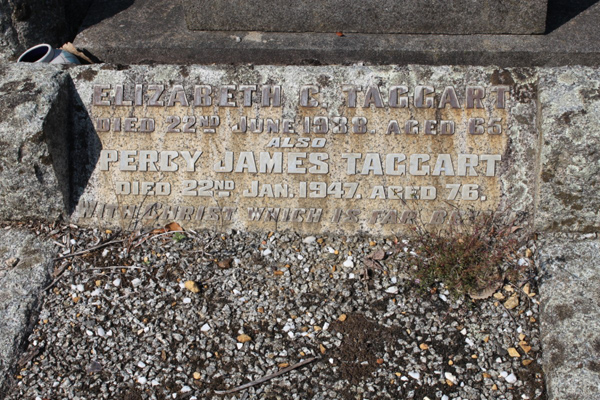 ELIZABETH C. TAGGART
DIED 22ND JUNE 1938. AGED 65.
ALSO
PERCY JAMES TAGGART
DIED 22ND JAN. 1947. AGED 76.
WITH CHRIST WHICH IS FAR